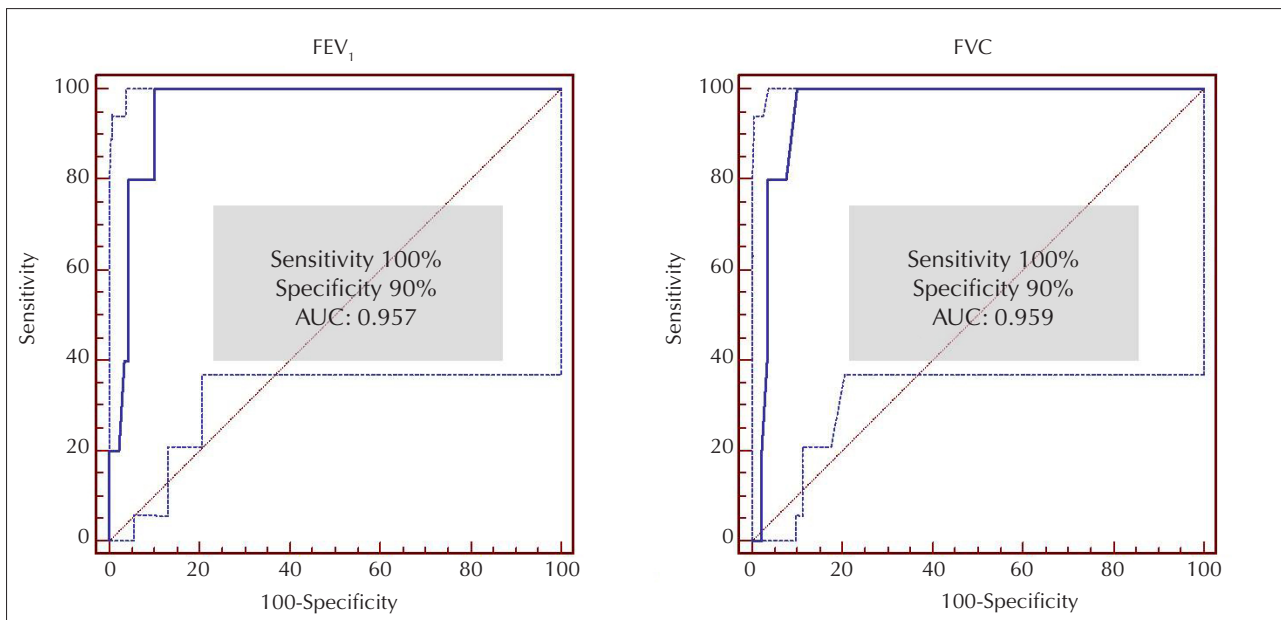 FEV₁
100
80
60
40
20
0
Sensitivity
Sensitivity 100%
Specificity 90%
AUC: 0.957
0 20 40 60 80 100
100-Specificity
FVC
100
80
60
40
20
0
Sensitivity
Sensitivity 100%
Specificity 90%
AUC: 0.959
0 20 40 60 80 100
100-Specificity